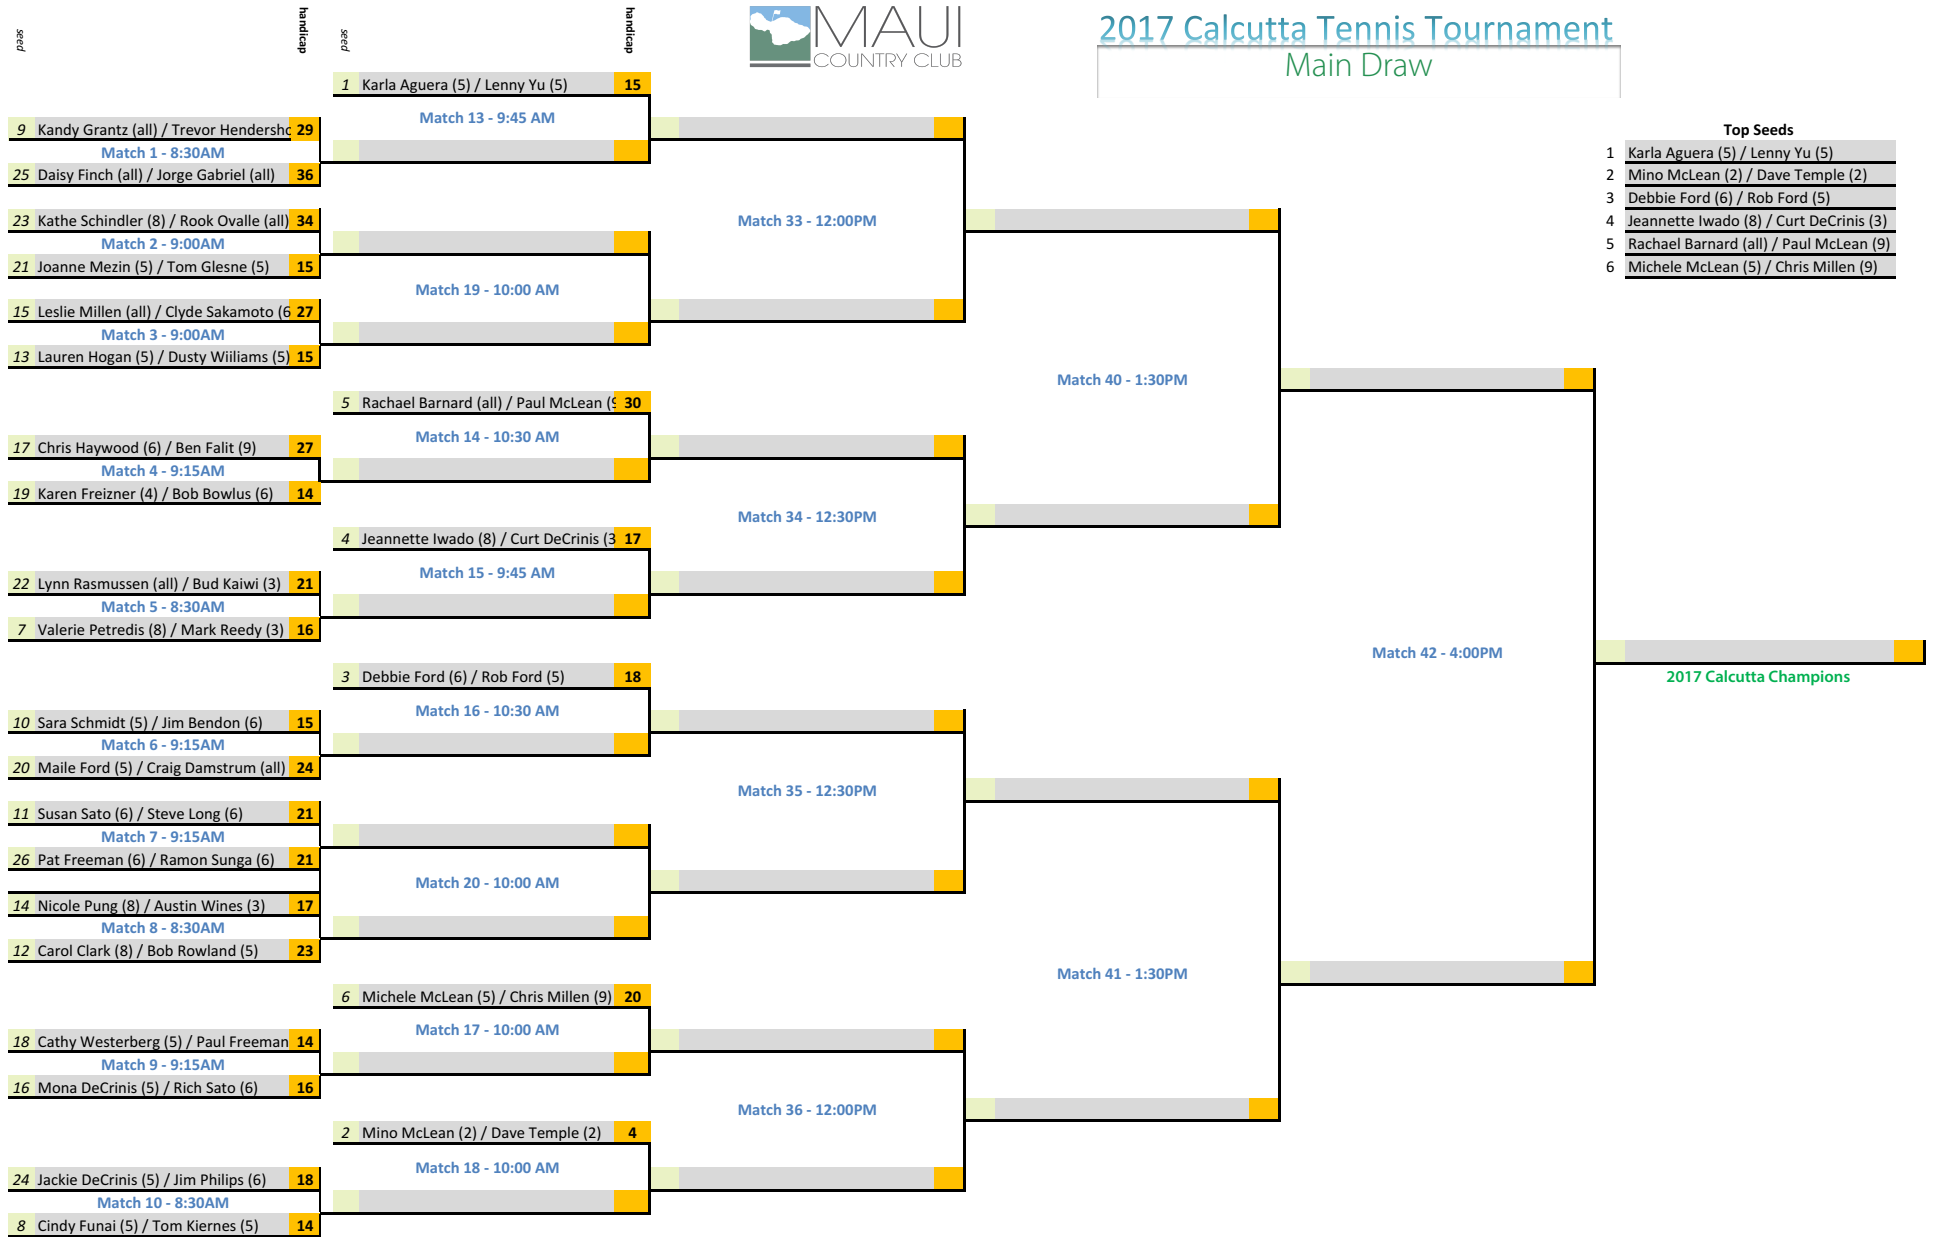 seed
handicap
seed
handicap
MAUI
COUNTRY CLUB
2017 Calcutta Tennis Tournament
Main Draw
1 Karla Aguera (5) / Lenny Yu (5) 15
Match 13 - 9:45 AM
9 Kandy Grantz (all) / Trevor Hendersho 29
Match 1 - 8:30AM
25 Daisy Finch (all) / Jorge Gabriel (all) 36
23 Kathe Schindler (8) / Rook Ovalle (all) 34
Match 2 - 9:00AM
21 Joanne Mezin (5) / Tom Glesne (5) 15
Match 19 - 10:00 AM
15 Leslie Millen (all) / Clyde Sakamoto (6 27
Match 3 - 9:00AM
13 Lauren Hogan (5) / Dusty Wiiliams (5) 15
Match 33 - 12:00PM
5 Rachael Barnard (all) / Paul McLean (9 30
Match 14 - 10:30 AM
17 Chris Haywood (6) / Ben Falit (9) 27
Match 4 - 9:15AM
19 Karen Freizner (4) / Bob Bowlus (6) 14
Match 34 - 12:30PM
4 Jeannette Iwado (8) / Curt DeCrinis (3 17
Match 15 - 9:45 AM
22 Lynn Rasmussen (all) / Bud Kaiwi (3) 21
Match 5 - 8:30AM
7 Valerie Petredis (8) / Mark Reedy (3) 16
Match 40 - 1:30PM
3 Debbie Ford (6) / Rob Ford (5) 18
Match 16 - 10:30 AM
10 Sara Schmidt (5) / Jim Bendon (6) 15
Match 6 - 9:15AM
20 Maile Ford (5) / Craig Damstrum (all) 24
Match 35 - 12:30PM
11 Susan Sato (6) / Steve Long (6) 21
Match 7 - 9:15AM
26 Pat Freeman (6) / Ramon Sunga (6) 21
Match 20 - 10:00 AM
14 Nicole Pung (8) / Austin Wines (3) 17
Match 8 - 8:30AM
12 Carol Clark (8) / Bob Rowland (5) 23
6 Michele McLean (5) / Chris Millen (9) 20
Match 17 - 10:00 AM
18 Cathy Westerberg (5) / Paul Freeman 14
Match 9 - 9:15AM
16 Mona DeCrinis (5) / Rich Sato (6) 16
Match 41 - 1:30PM
Match 36 - 12:00PM
2 Mino McLean (2) / Dave Temple (2) 4
Match 18 - 10:00 AM
24 Jackie DeCrinis (5) / Jim Philips (6) 18
Match 10 - 8:30AM
8 Cindy Funai (5) / Tom Kiernes (5) 14
Match 42 - 4:00PM
2017 Calcutta Champions
Top Seeds
1 Karla Aguera (5) / Lenny Yu (5)
2 Mino McLean (2) / Dave Temple (2)
3 Debbie Ford (6) / Rob Ford (5)
4 Jeannette Iwado (8) / Curt DeCrinis (3)
5 Rachael Barnard (all) / Paul McLean (9)
6 Michele McLean (5) / Chris Millen (9)